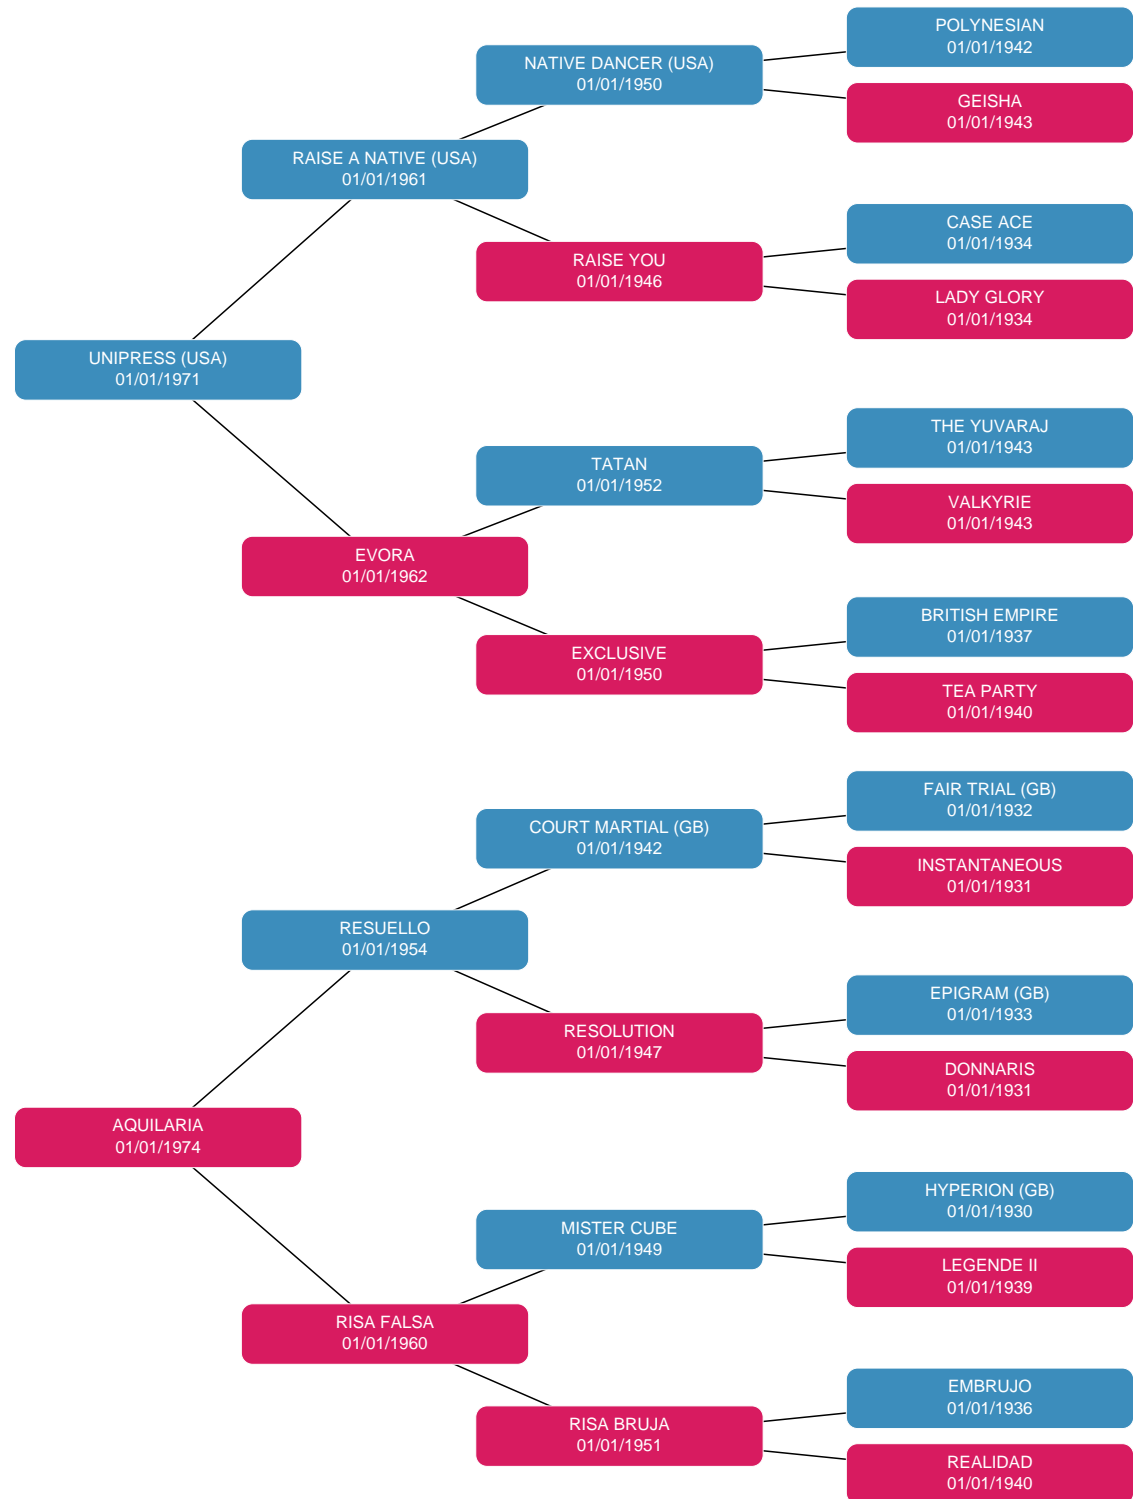 POLYNESIAN
01/01/1942
NATIVE DANCER (USA)
01/01/1950
GEISHA
01/01/1943
RAISE A NATIVE (USA)
01/01/1961
CASE ACE
01/01/1934
RAISE YOU
01/01/1946
LADY GLORY
01/01/1934
UNIPRESS (USA)
01/01/1971
THE YUVARAJ
01/01/1943
TATAN
01/01/1952
VALKYRIE
01/01/1943
EVORA
01/01/1962
BRITISH EMPIRE
01/01/1937
EXCLUSIVE
01/01/1950
TEA PARTY
01/01/1940
FAIR TRIAL (GB)
01/01/1932
COURT MARTIAL (GB)
01/01/1942
INSTANTANEOUS
01/01/1931
RESUELLO
01/01/1954
EPIGRAM (GB)
01/01/1933
RESOLUTION
01/01/1947
DONNARIS
01/01/1931
AQUILARIA
01/01/1974
HYPERION (GB)
01/01/1930
MISTER CUBE
01/01/1949
LEGENDE II
01/01/1939
RISA FALSA
01/01/1960
EMBRUJO
01/01/1936
RISA BRUJA
01/01/1951
REALIDAD
01/01/1940